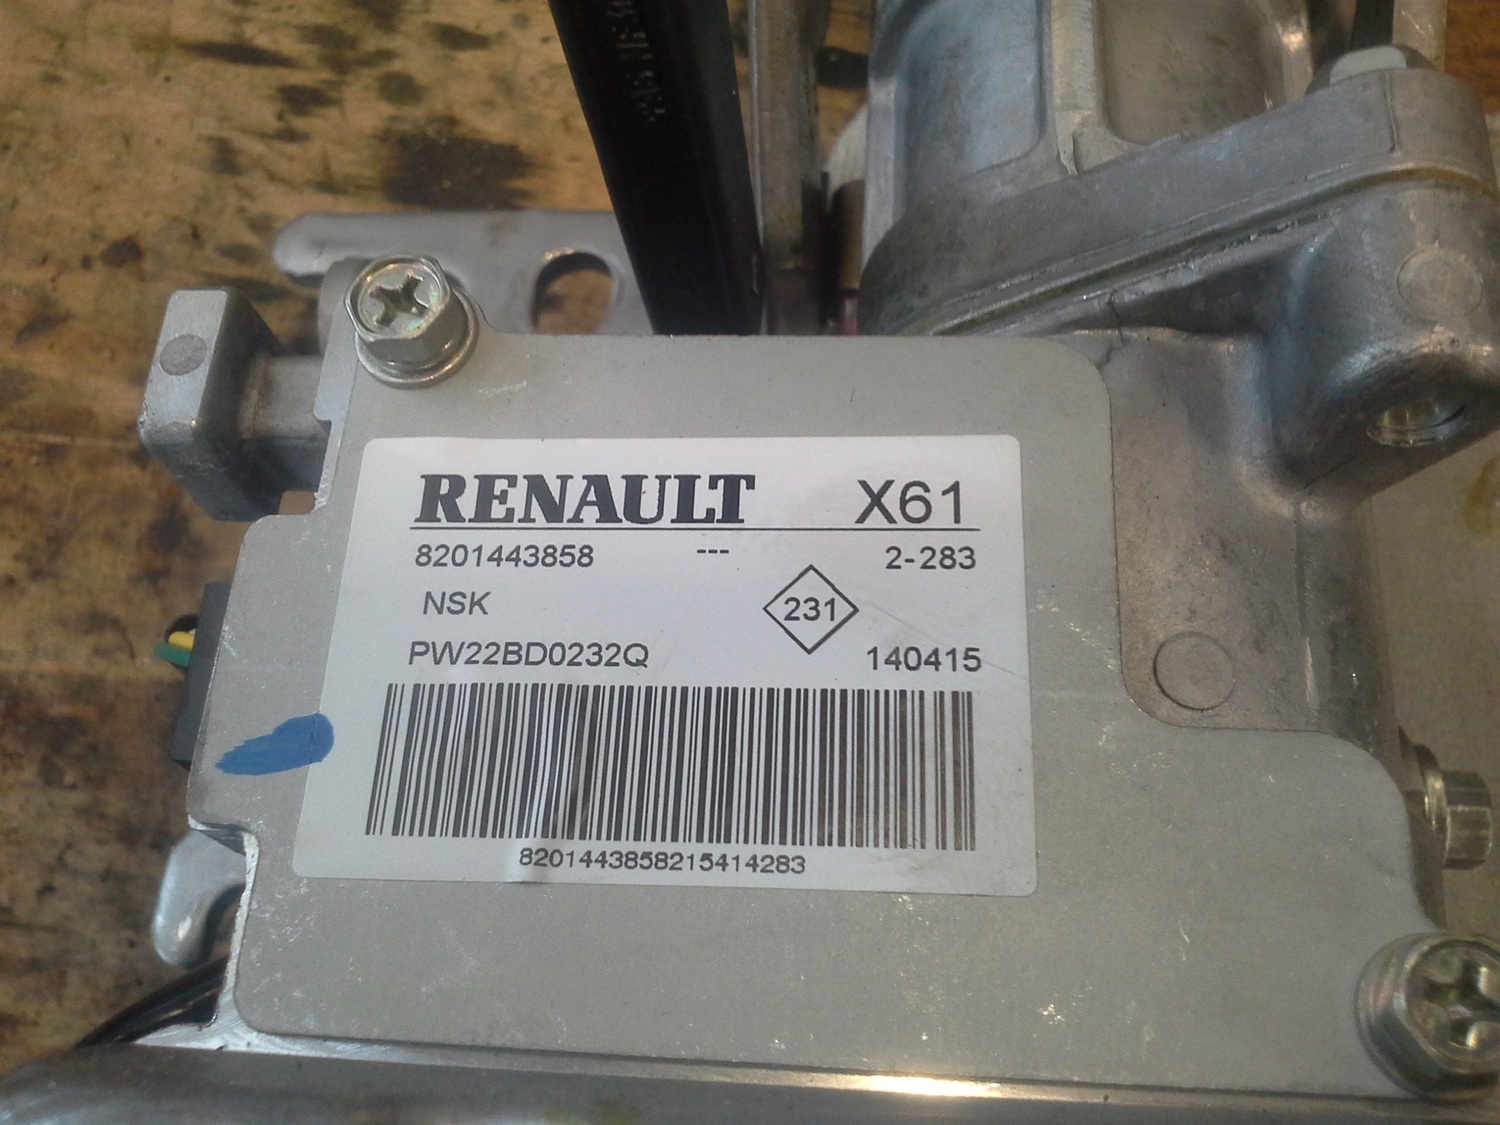 RENAULT X61
8201443858 --- 2-283
NSK 231
PW22BD0232Q 140415
8201443858215414283